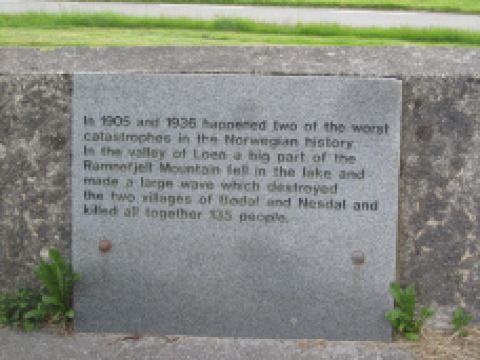 In 1905 and 1936 happened two of the worst
catastrophes in the Norwegian history
In the valley of Loen a big part of the
Ramnefjell Mountain fell in the lake and
made a large wave which destroyed
the two villages of Bødal and Nesdal and
killed all together 135 people.